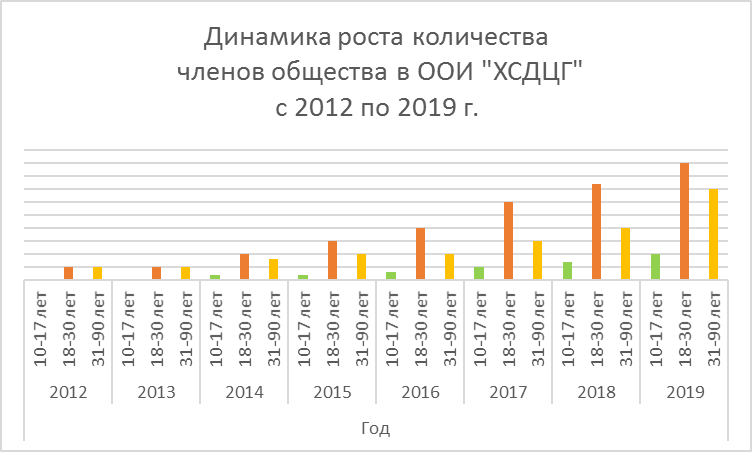 Динамика роста количества
членов общества в ООИ "ХСДЦГ"
с 2012 по 2019 г.
10-17 лет
18-30 лет
31-90 лет
10-17 лет
18-30 лет
31-90 лет
10-17 лет
18-30 лет
31-90 лет
10-17 лет
18-30 лет
31-90 лет
10-17 лет
18-30 лет
31-90 лет
10-17 лет
18-30 лет
31-90 лет
10-17 лет
18-30 лет
31-90 лет
10-17 лет
18-30 лет
31-90 лет
2012 2013 2014 2015 2016 2017 2018 2019
Год